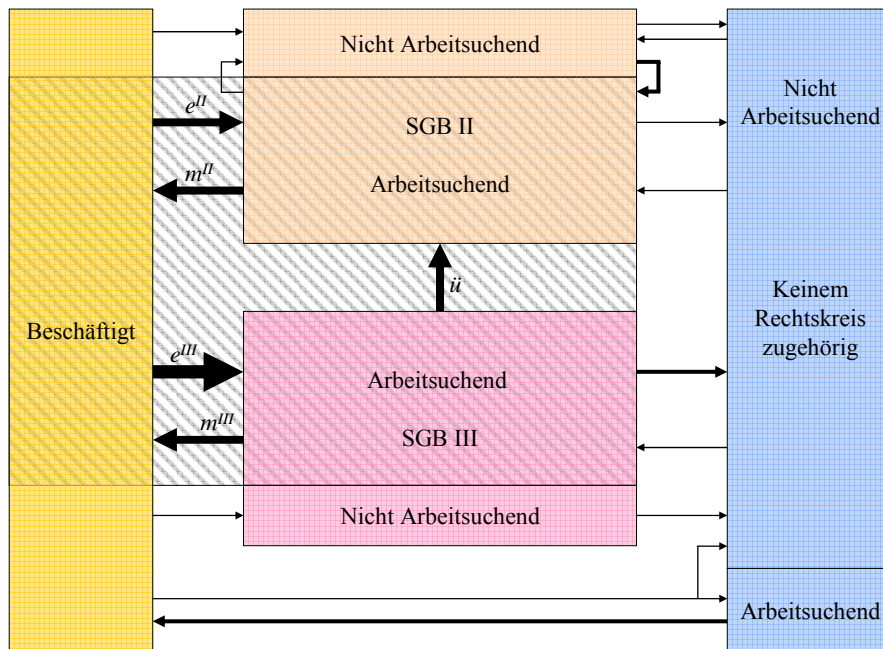 Nicht Arbeitsuchend
e^II
SGB II
m^II
Arbeitsuchend
Nicht
Arbeitsuchend
ü
Beschäftigt
Keinem
Rechtskreis
zugehörig
e^III
Arbeitsuchend
m^III
SGB III
Nicht Arbeitsuchend
Arbeitsuchend